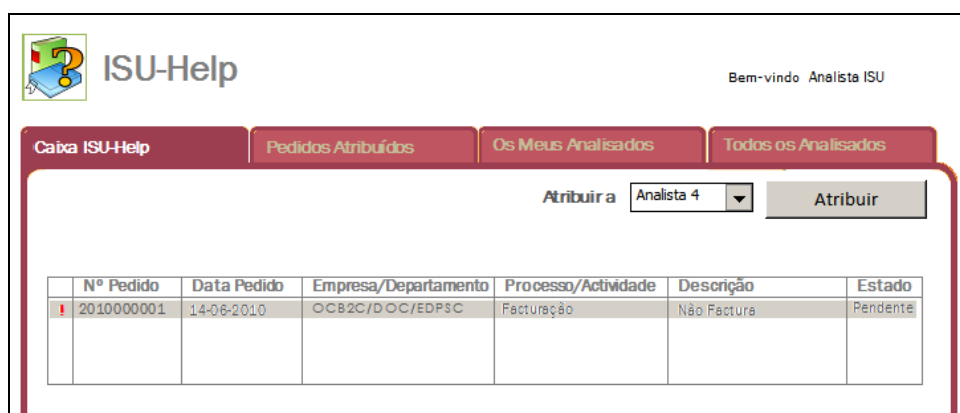 ISU-Help
Bem-vindo Analista ISU
Caixa ISU-Help Pedidos Atribuídos Os Meus Analisados Todos os Analisados
Atribuir a Analista 4 Atribuir
Nº Pedido Data Pedido Empresa/Departamento Processo/Actividade Descrição Estado
! 2010000001 14-06-2010 OCB2C/DOC/EDPSC Facturação Não Factura Pendente